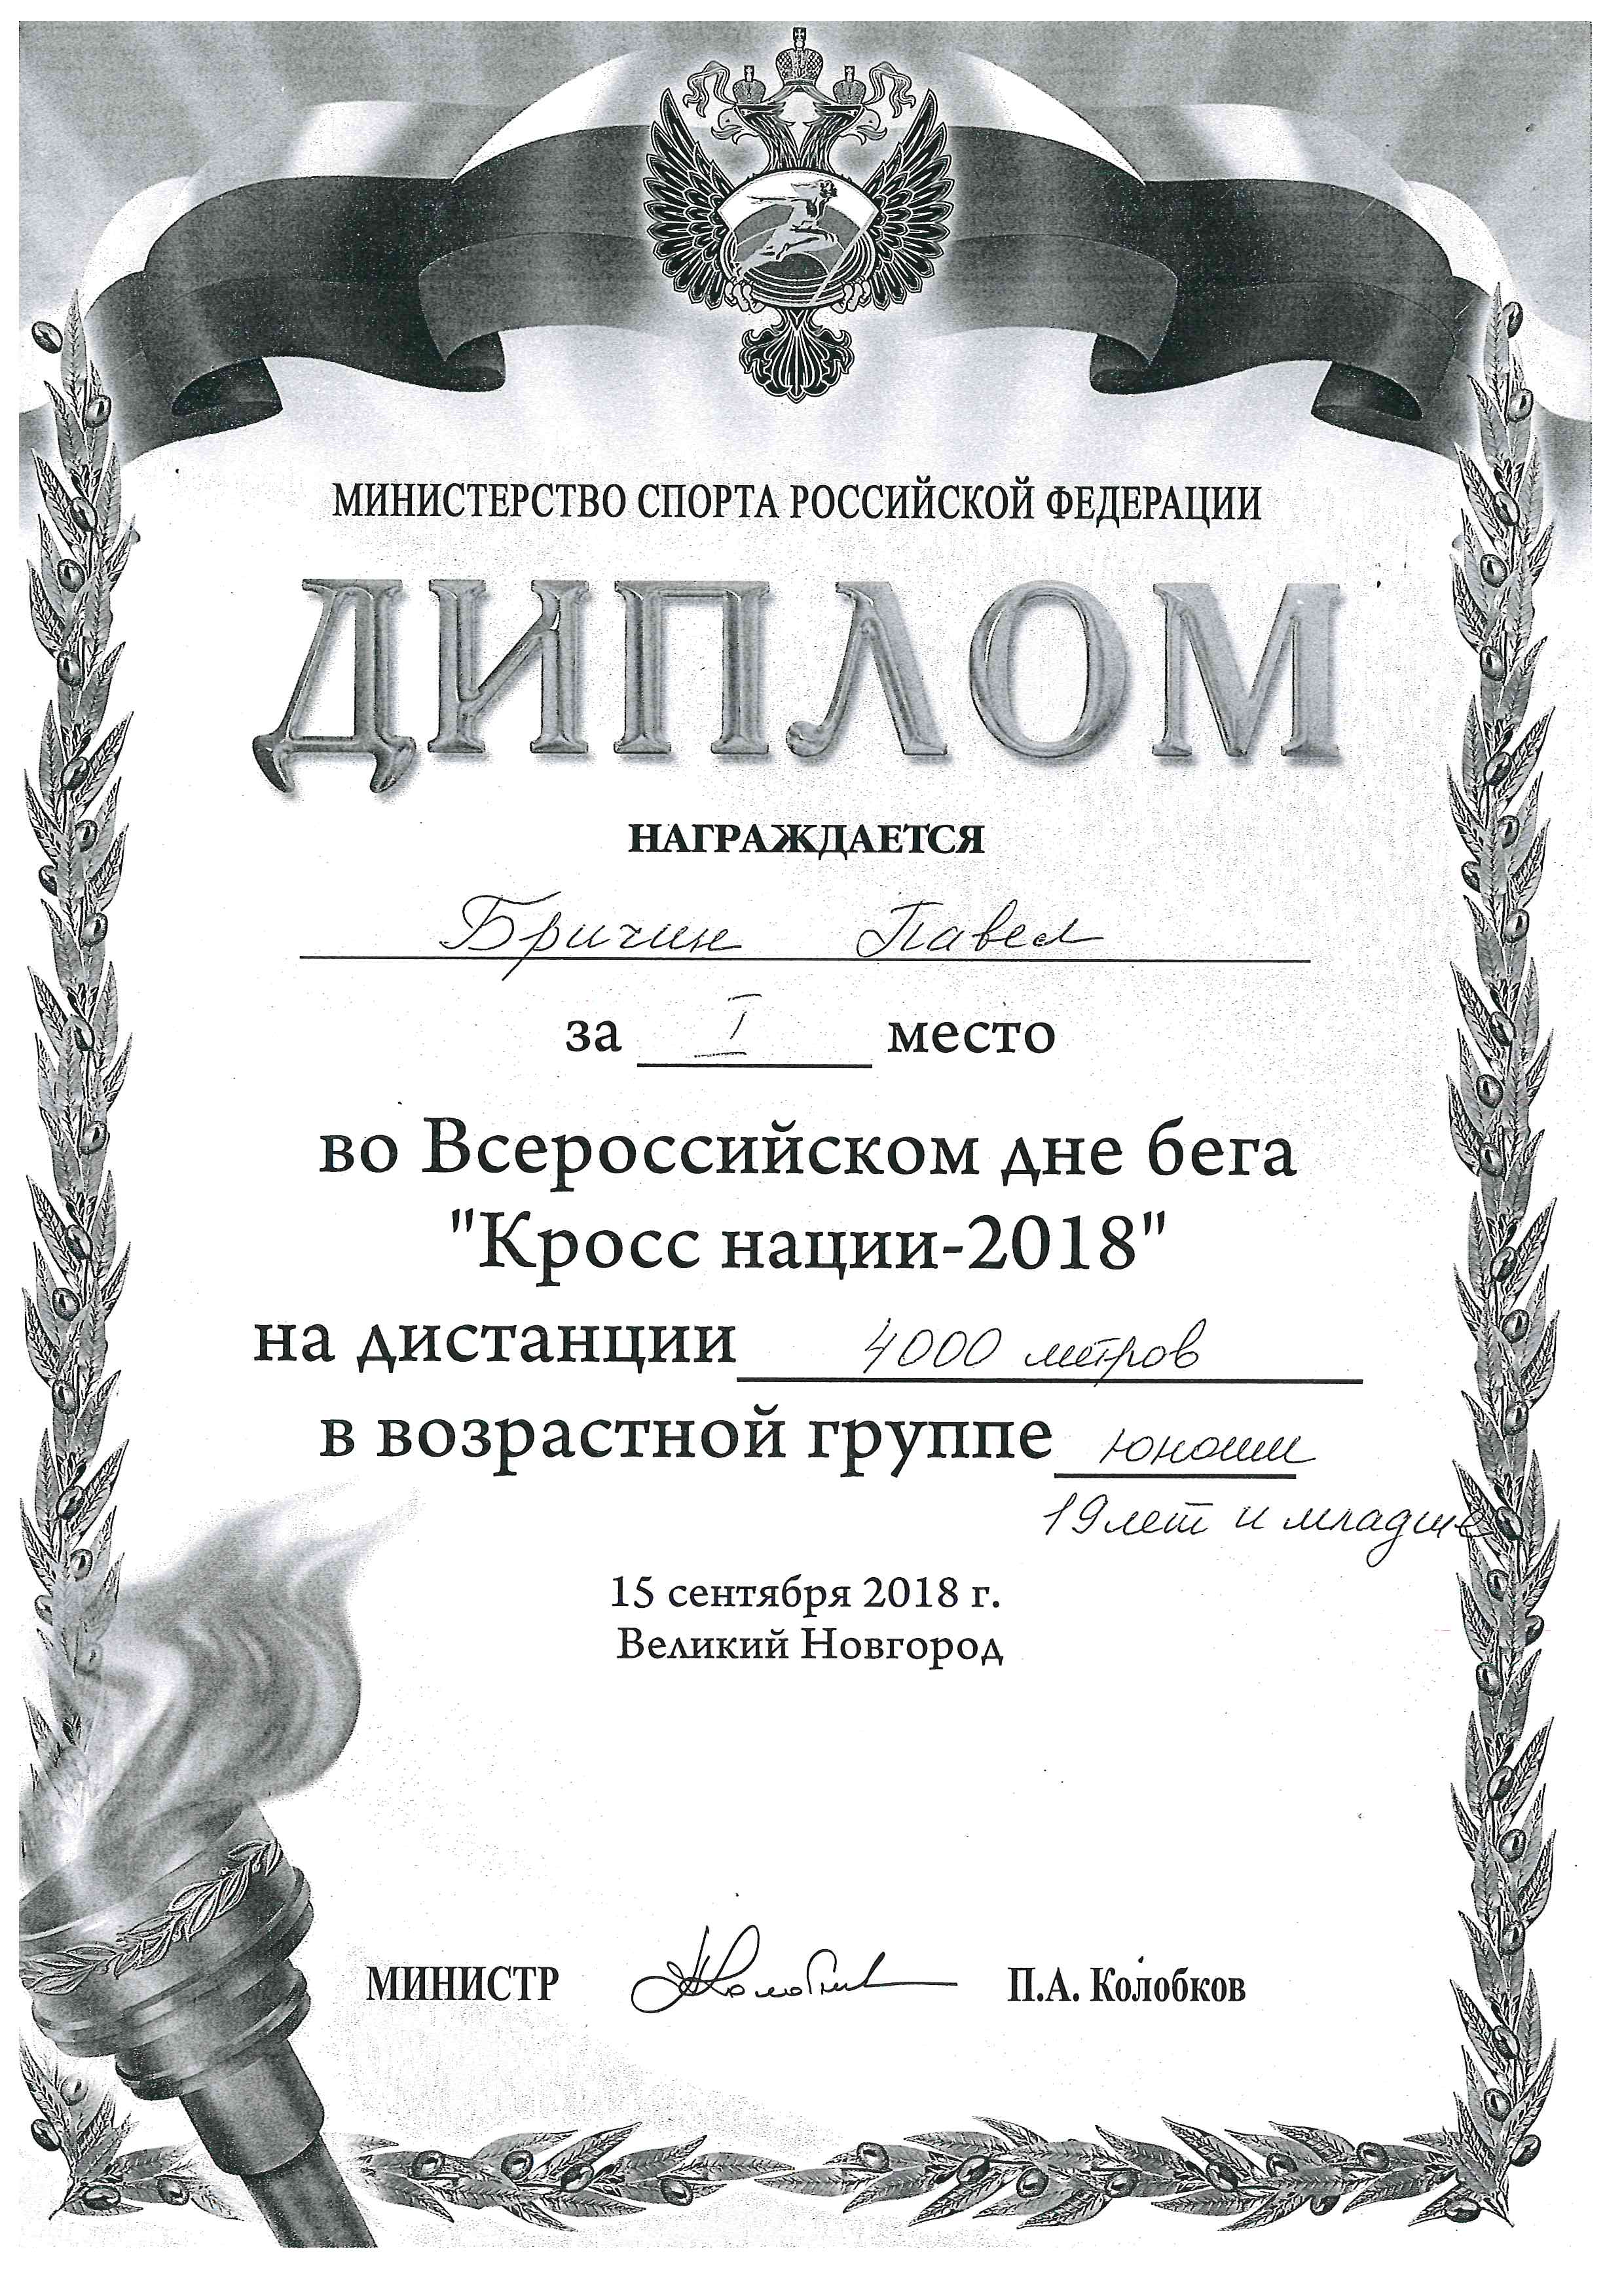 МИНИСТЕРСТВО СПОРТА РОССИЙСКОЙ ФЕДЕРАЦИИ
ДИПЛОМ
НАГРАЖДАЕТСЯ
Бричин Павел
за I место
во Всероссийском дне бега
"Кросс нации-2018"
на дистанции 4000 метров
в возрастной группе юноши
19 лет и младше
15 сентября 2018 г.
Великий Новгород
МИНИСТР П.А. Колобков